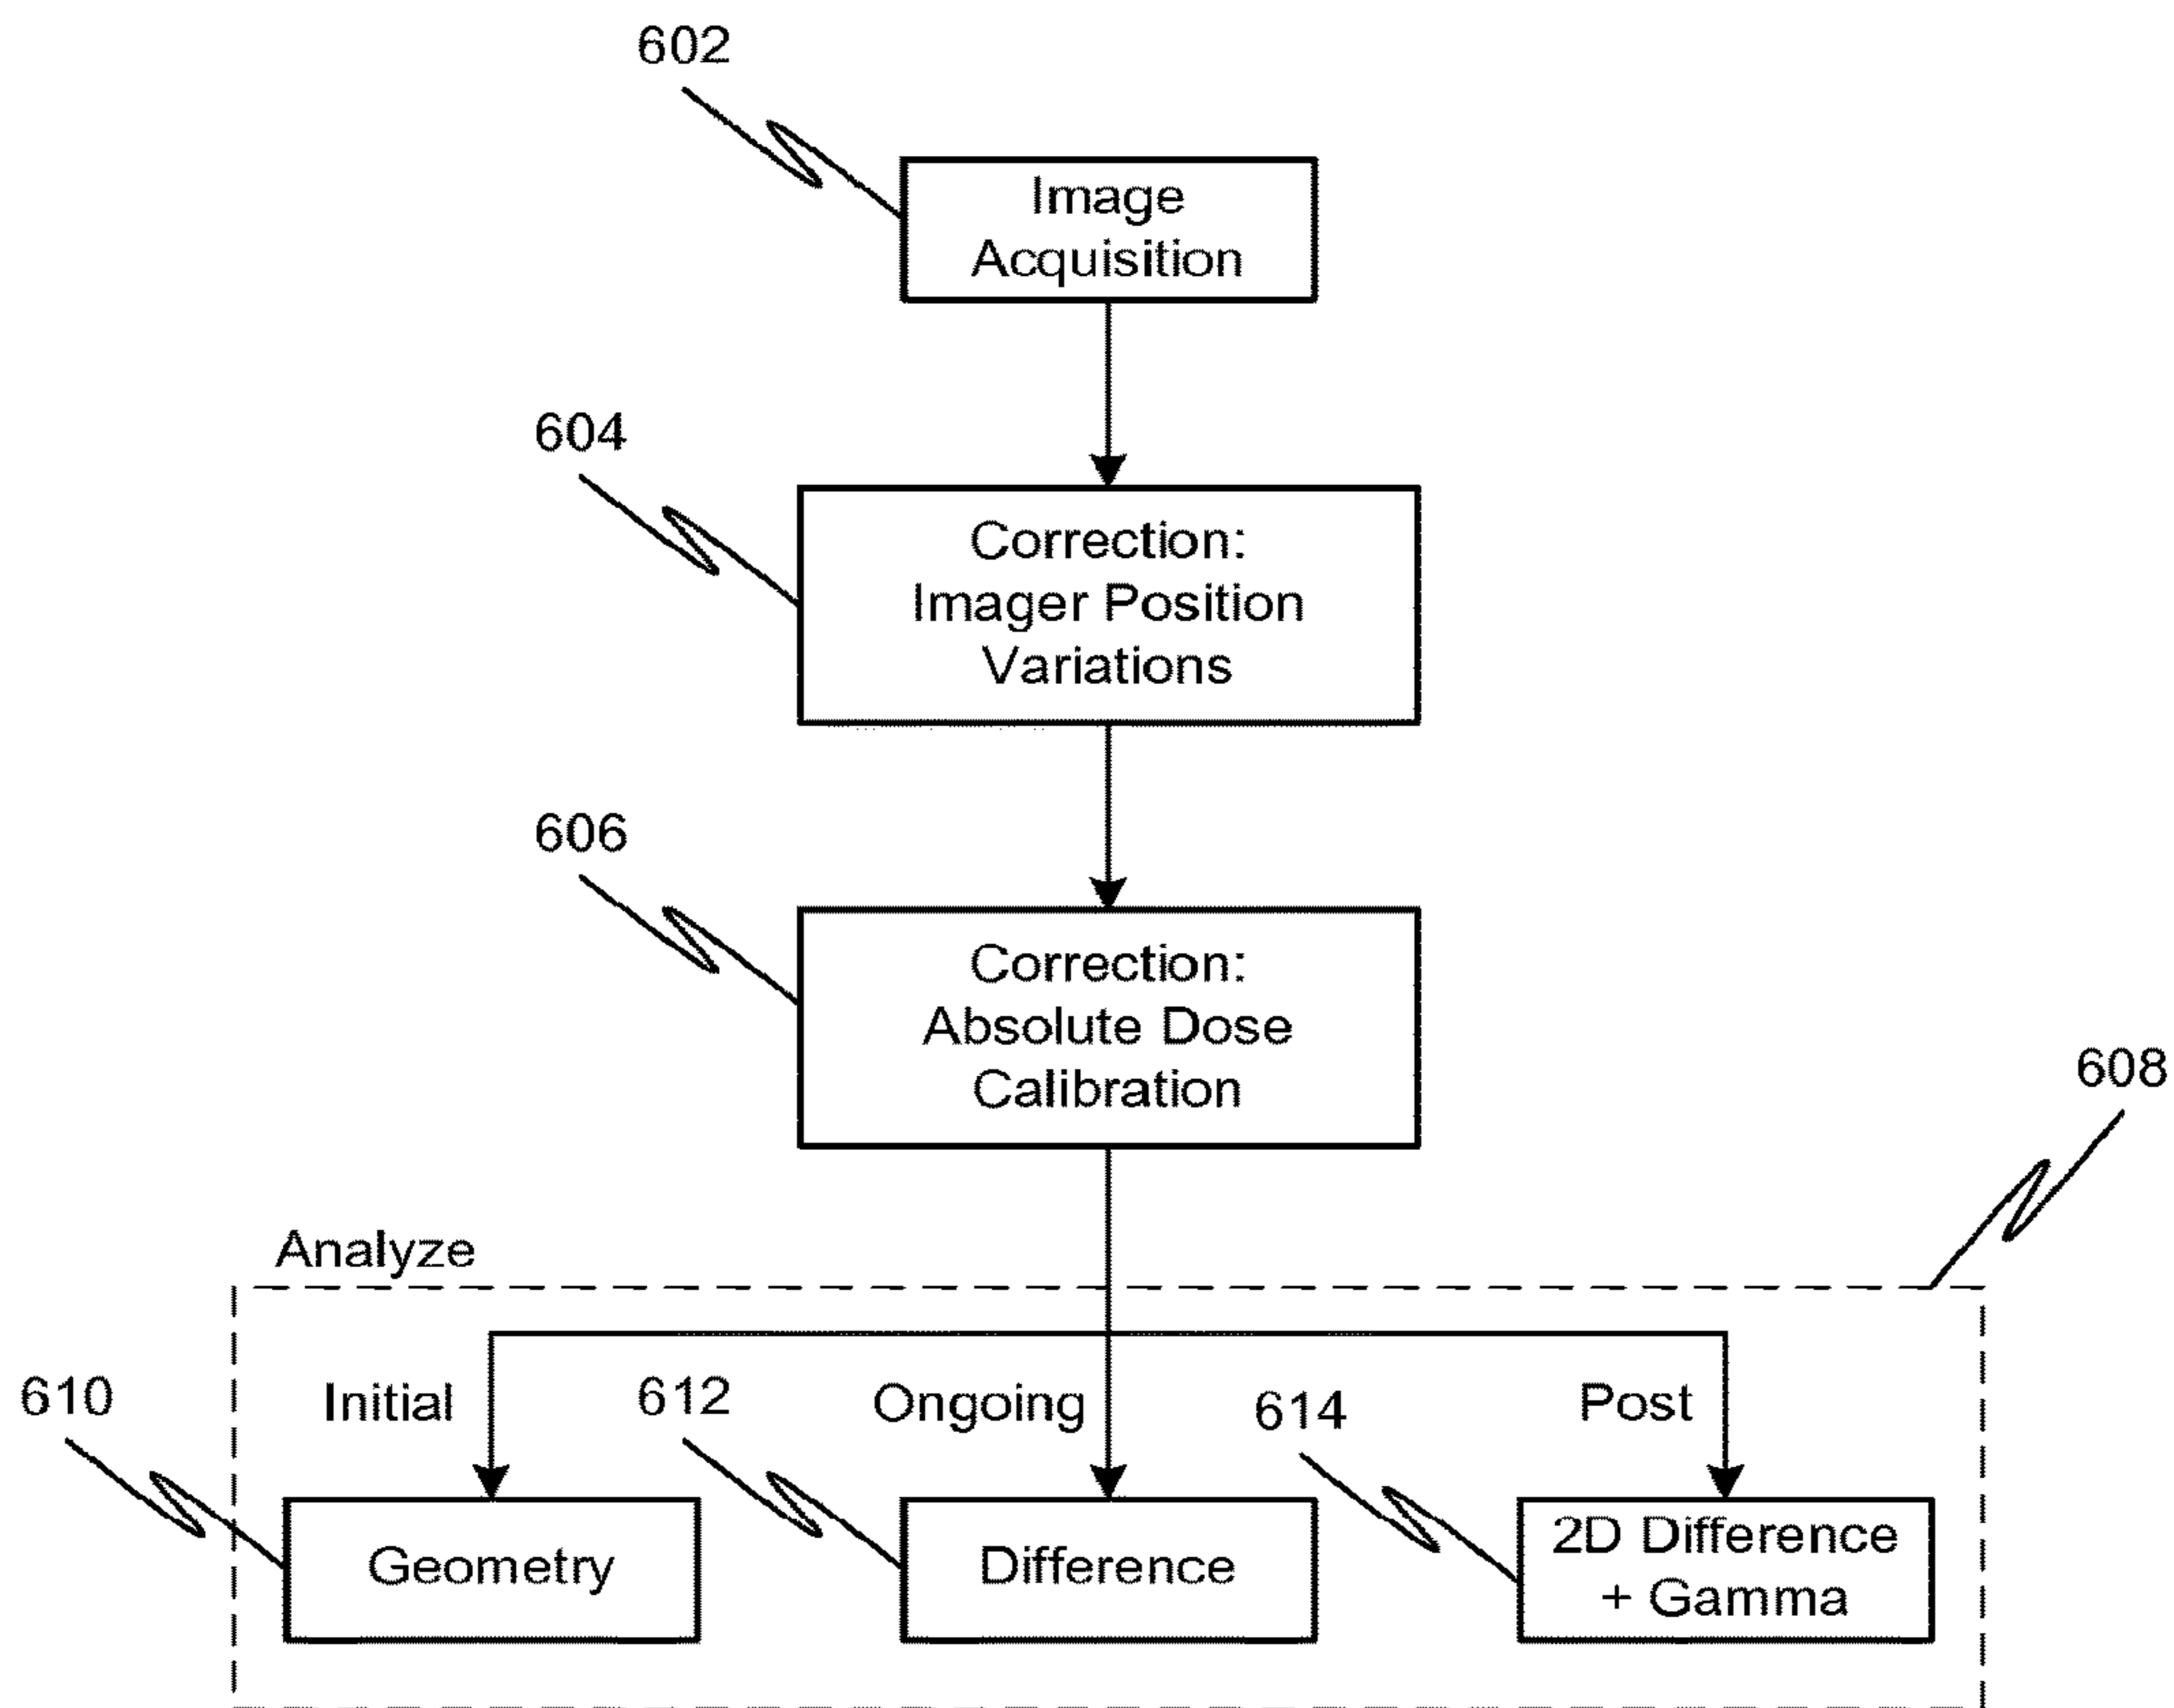 602
Image
Acquisition
604
Correction:
Imager Position
Variations
606
Correction:
Absolute Dose
Calibration
608
Analyze
610
Initial
612
Ongoing
614
Post
Geometry
Difference
2D Difference
+ Gamma